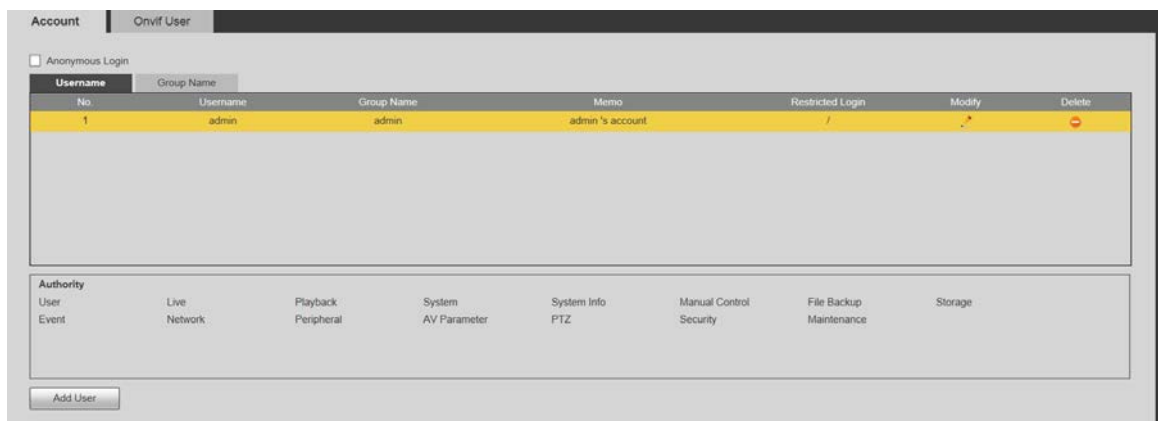 Account Onvif User
Anonymous Login
Username Group Name
No. Username Group Name Memo Restricted Login Modify Delete
1 admin admin admin 's account /
Authority
User Live Playback System System Info Manual Control File Backup Storage
Event Network Peripheral AV Parameter PTZ Security Maintenance
Add User